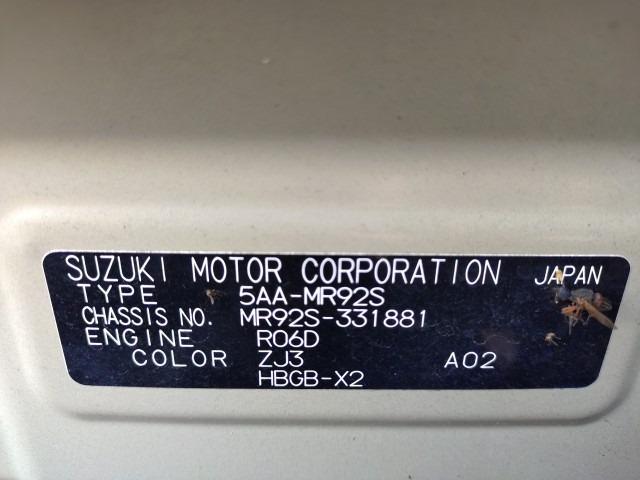 SUZUKI MOTOR CORPORATION JAPAN
TYPE 5AA-MR92S
CHASSIS NO. MR92S-331881
ENGINE R06D
COLOR ZJ3 A02
HBGB-X2